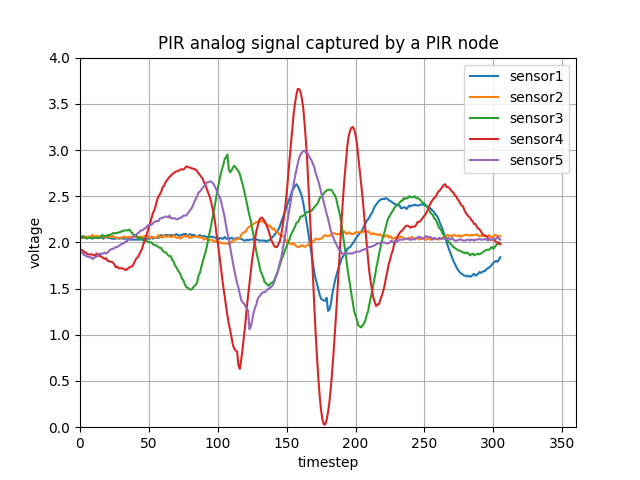 PIR analog signal captured by a PIR node
4.0
3.5
3.0
2.5
2.0
1.5
1.0
0.5
0.0
voltage
sensor1
sensor2
sensor3
sensor4
sensor5
0 50 100 150 200 250 300 350
timestep